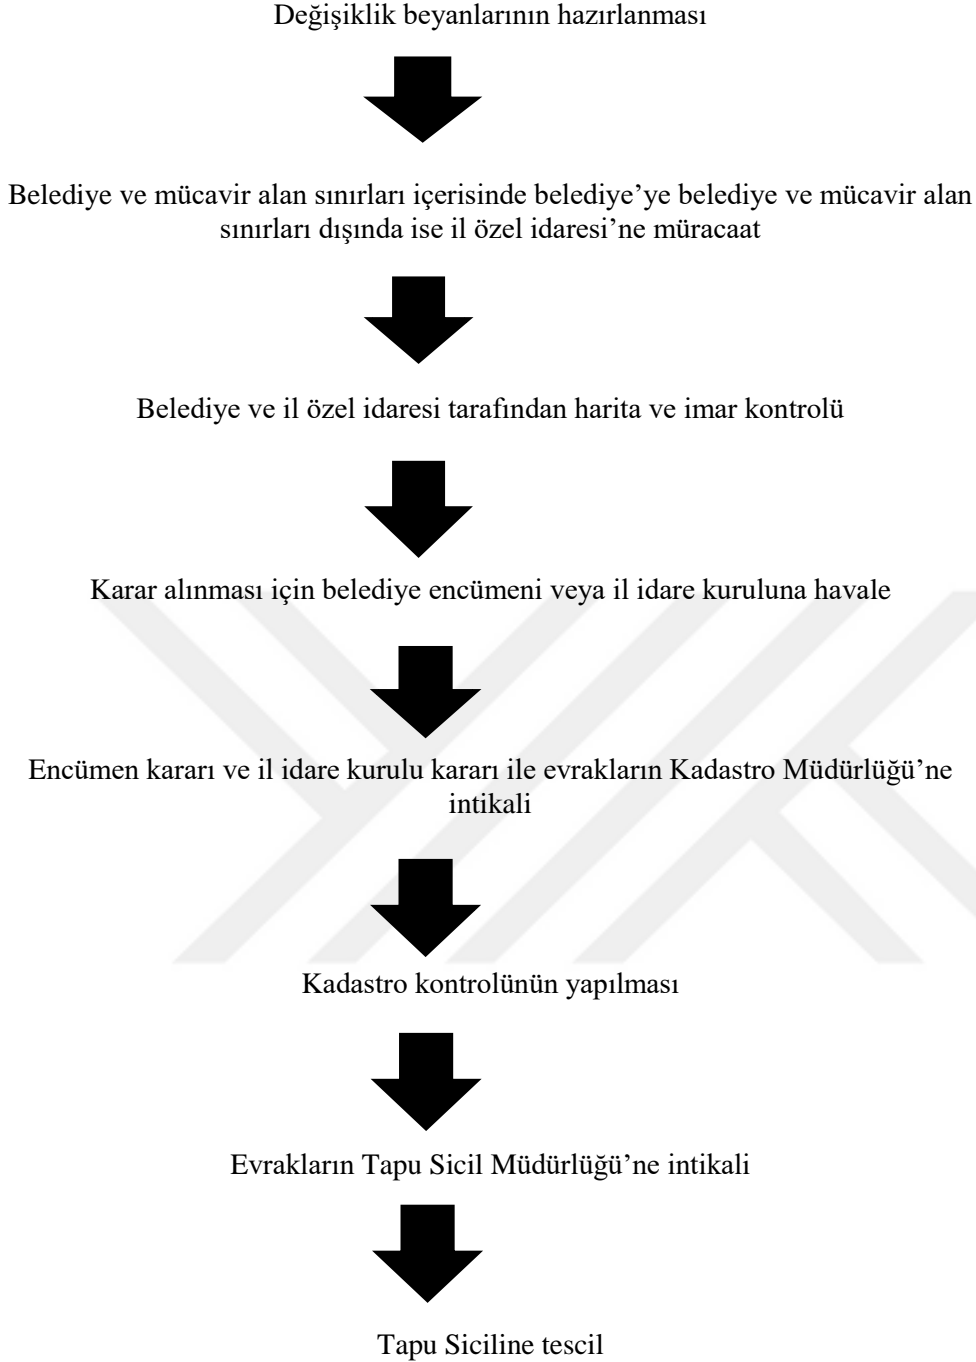 Değişiklik beyanlarının hazırlanması
Belediye ve mücavir alan sınırları içerisinde belediye’ye belediye ve mücavir alan
sınırları dışında ise il özel idaresi’ne müracaat
Belediye ve il özel idaresi tarafından harita ve imar kontrolü
Karar alınması için belediye encümeni veya il idare kuruluna havale
Encümen kararı ve il idare kurulu kararı ile evrakların Kadastro Müdürlüğü’ne
intikali
Kadastro kontrolünün yapılması
Evrakların Tapu Sicil Müdürlüğü’ne intikali
Tapu Siciline tescil